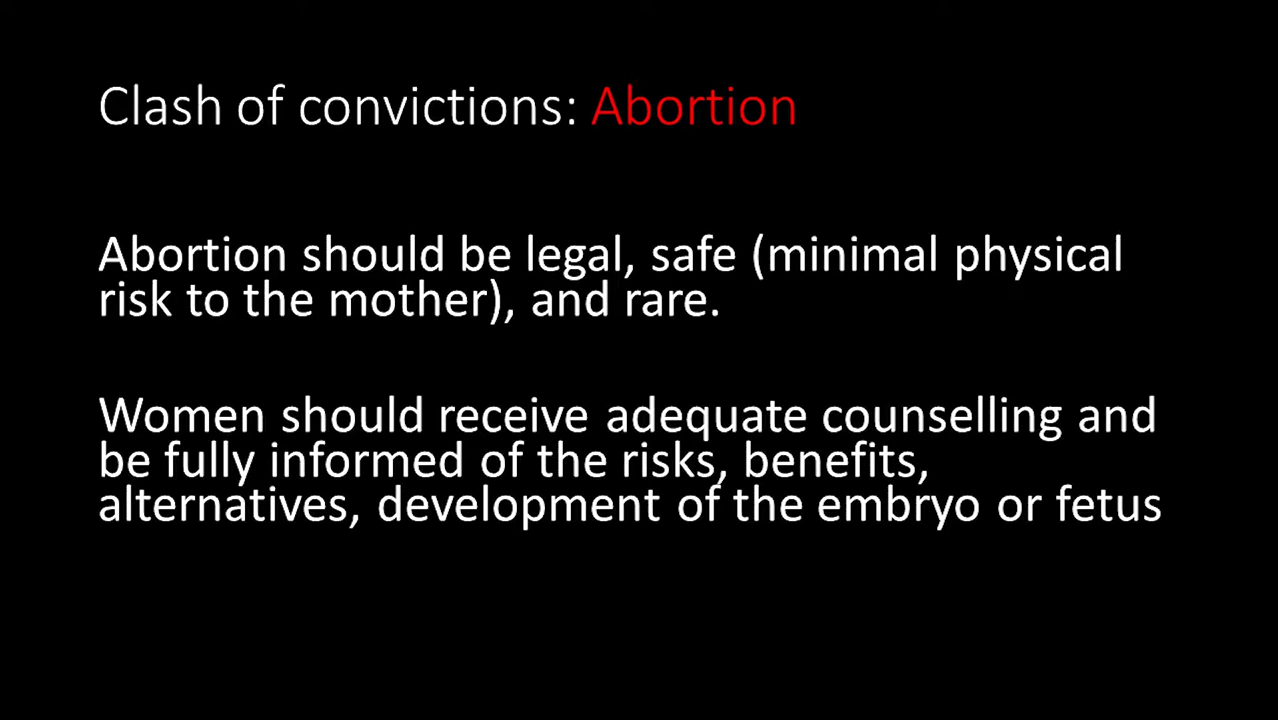 Clash of convictions: Abortion
Abortion should be legal, safe (minimal physical
risk to the mother), and rare.
Women should receive adequate counselling and
be fully informed of the risks, benefits,
alternatives, development of the embryo or fetus